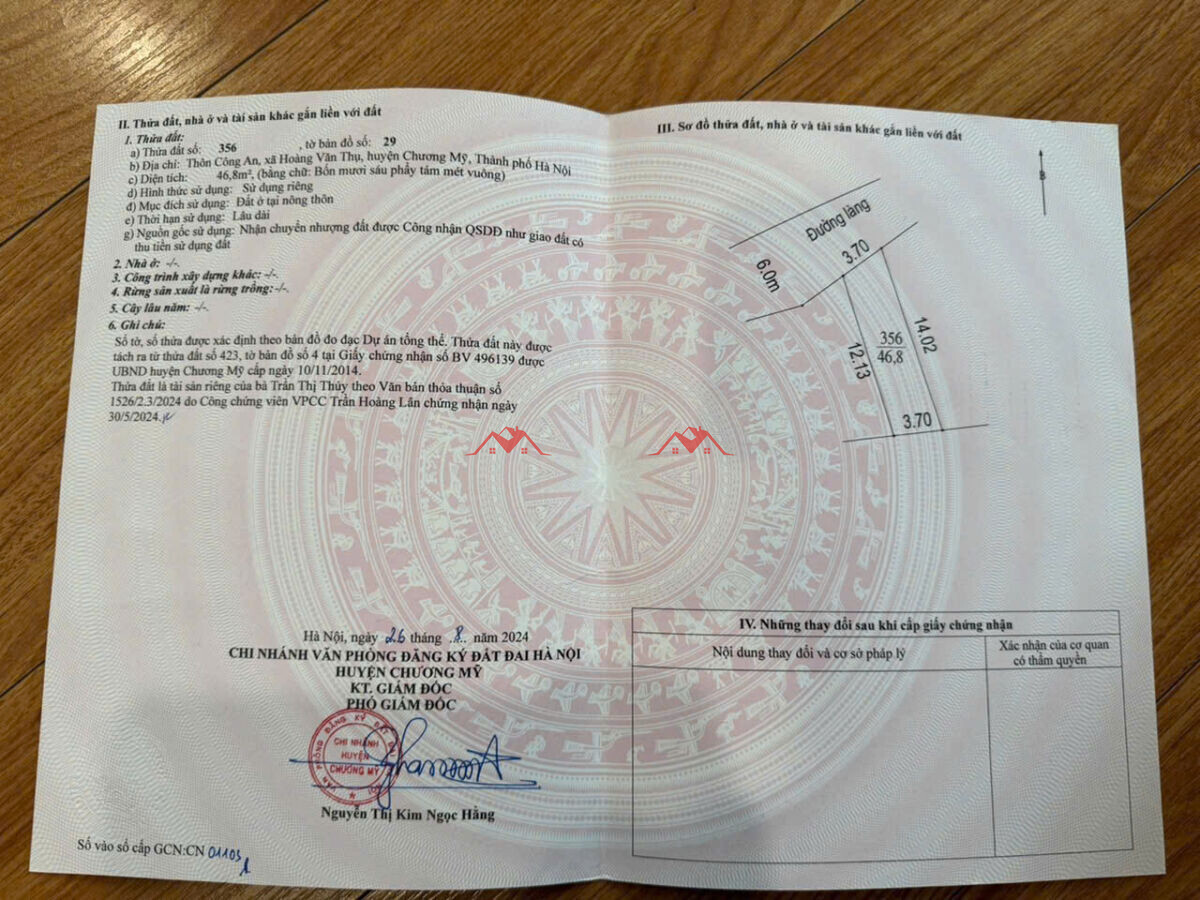 II. Thửa đất, nhà ở và tài sản khác gắn liền với đất
1. Thửa đất:
a) Thửa đất số: 356 , tờ bản đồ số: 29
b) Địa chỉ: Thôn Công An, xã Hoàng Văn Thụ, huyện Chương Mỹ, Thành phố Hà Nội
c) Diện tích: 46,8m², (bằng chữ: Bốn mươi sáu phẩy tám mét vuông)
d) Hình thức sử dụng: Sử dụng riêng
đ) Mục đích sử dụng: Đất ở tại nông thôn
e) Thời hạn sử dụng: Lâu dài
g) Nguồn gốc sử dụng: Nhận chuyển nhượng đất được Công nhận QSDĐ như giao đất có
thu tiền sử dụng đất
2. Nhà ở: -/-.
3. Công trình xây dựng khác: -/-.
4. Rừng sản xuất là rừng trồng: -/-.
5. Cây lâu năm: -/-.
6. Ghi chú:
Số tờ, số thửa được xác định theo bản đồ đo đạc Dự án tổng thể. Thửa đất này được
tách ra từ thửa đất số 423, tờ bản đồ số 4 tại Giấy chứng nhận số BV 496139 được
UBND huyện Chương Mỹ cấp ngày 10/11/2014.
Thửa đất là tài sản riêng của bà Trần Thị Thúy theo Văn bản thỏa thuận số
1526/2.3/2024 do Công chứng viên VPCC Trần Hoàng Lân chứng nhận ngày
30/5/2024.
Hà Nội, ngày 26 tháng 8 năm 2024
CHI NHÁNH VĂN PHÒNG ĐĂNG KÝ ĐẤT ĐAI HÀ NỘI
HUYỆN CHƯƠNG MỸ
KT. GIÁM ĐỐC
PHÓ GIÁM ĐỐC
VĂN PHÒNG ĐĂNG KÝ ĐẤT
CHI NHÁNH
HUYỆN
CHƯƠNG MỸ
Nguyễn Thị Kim Ngọc Hằng
Số vào sổ cấp GCN:CN 01103
III. Sơ đồ thửa đất, nhà ở và tài sản khác gắn liền với đất
B
Đường làng
6.0m
3.70
14.02
12.13
356
46,8
3.70
IV. Những thay đổi sau khi cấp giấy chứng nhận
Nội dung thay đổi và cơ sở pháp lý
Xác nhận của cơ quan
có thẩm quyền